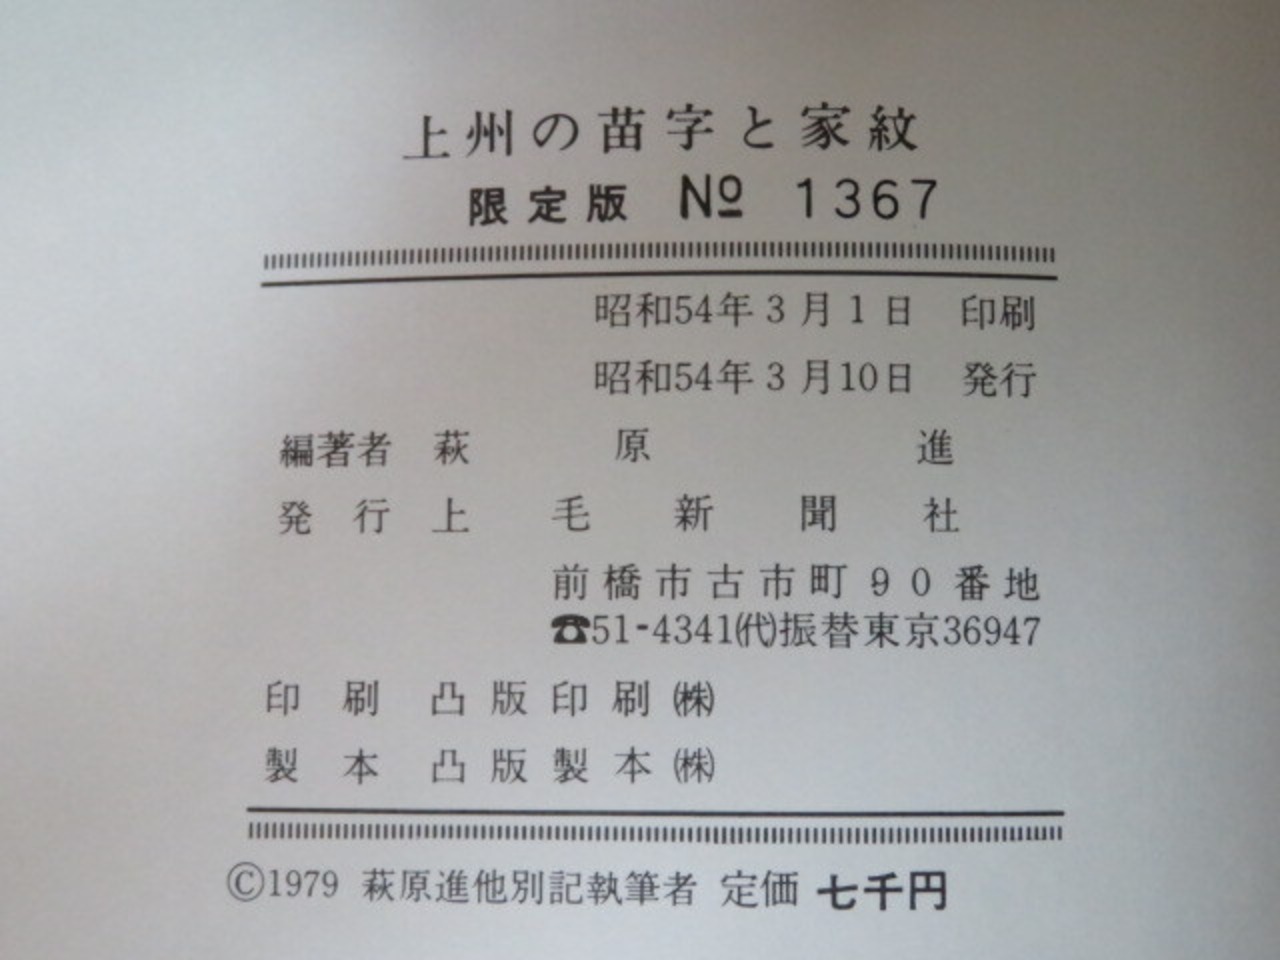 上州の苗字と家紋
限定版 № 1367
昭和54年3月1日 印刷
昭和54年3月10日 発行
編著者 萩原進
発行 上毛新聞社
前橋市古市町90番地
☎51-4341㈹振替東京36947
印刷 凸版印刷㈱
製本 凸版製本㈱
©1979 萩原進他別記執筆者 定価 七千円